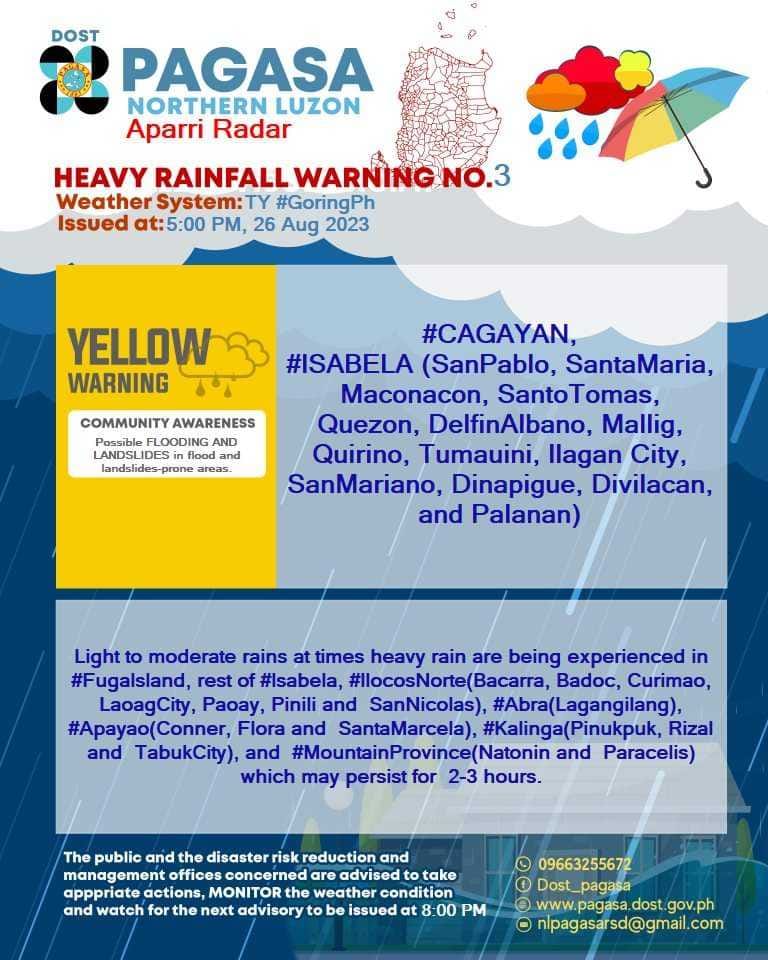 DOST
PAGASA
NORTHERN LUZON
Aparri Radar
HEAVY RAINFALL WARNING NO.3
Weather System: TY #GoringPh
Issued at: 5:00 PM, 26 Aug 2023
YELLOW
WARNING
COMMUNITY AWARENESS
Possible FLOODING AND
LANDSLIDES in flood and
landslides-prone areas.
#CAGAYAN,
#ISABELA (SanPablo, SantaMaria,
Maconacon, SantoTomas,
Quezon, DelfinAlbano, Mallig,
Quirino, Tumauini, Ilagan City,
SanMariano, Dinapigue, Divilacan,
and Palanan)
Light to moderate rains at times heavy rain are being experienced in
#FugaIsland, rest of #Isabela, #IlocosNorte(Bacarra, Badoc, Curimao,
LaoagCity, Paoay, Pinili and SanNicolas), #Abra(Lagangilang),
#Apayao(Conner, Flora and SantaMarcela), #Kalinga(Pinukpuk, Rizal
and TabukCity), and #MountainProvince(Natonin and Paracelis)
which may persist for 2-3 hours.
The public and the disaster risk reduction and
management offices concerned are advised to take
apppriate actions, MONITOR the weather condition
and watch for the next advisory to be issued at 8:00 PM
09663255672
Dost_pagasa
www.pagasa.dost.gov.ph
nlpagasarsd@gmail.com